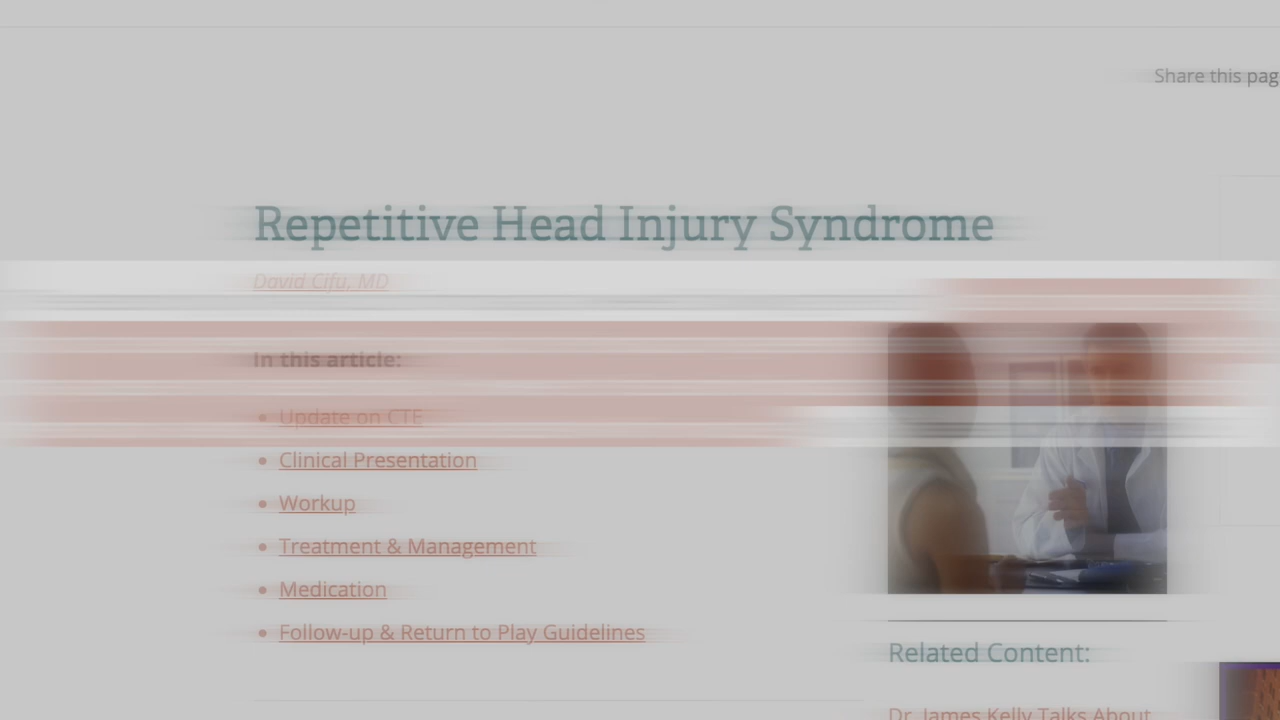 Share this pag
Repetitive Head Injury Syndrome
David Cifu, MD
In this article:
• Update on CTE
• Clinical Presentation
• Workup
• Treatment & Management
• Medication
• Follow-up & Return to Play Guidelines
Related Content:
Dr. James Kelly Talks About